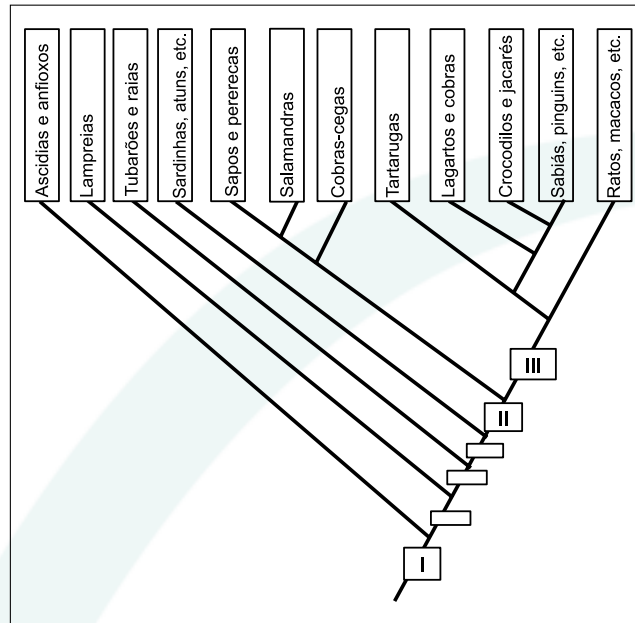 Ascidias e anfioxos
Lampreias
Tubarões e raias
Sardinhas, atuns, etc.
Sapos e pererecas
Salamandras
Cobras-cegas
Tartarugas
Lagartos e cobras
Crocodilos e jacarés
Sabiás, pinguins, etc.
Ratos, macacos, etc.
III
II
I